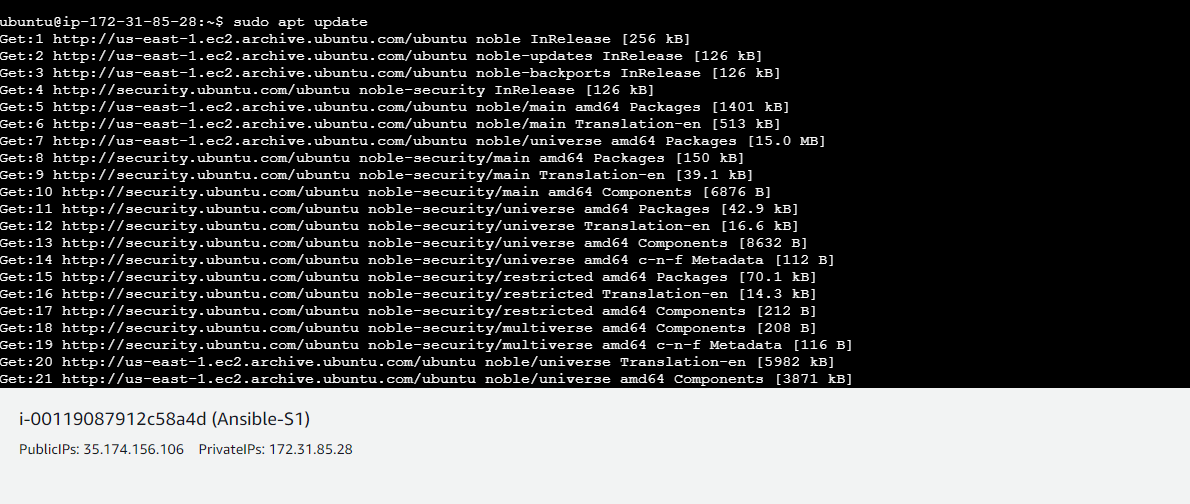 ubuntu@ip-172-31-85-28:~$ sudo apt update
Get:1 http://us-east-1.ec2.archive.ubuntu.com/ubuntu noble InRelease [256 kB]
Get:2 http://us-east-1.ec2.archive.ubuntu.com/ubuntu noble-updates InRelease [126 kB]
Get:3 http://us-east-1.ec2.archive.ubuntu.com/ubuntu noble-backports InRelease [126 kB]
Get:4 http://security.ubuntu.com/ubuntu noble-security InRelease [126 kB]
Get:5 http://us-east-1.ec2.archive.ubuntu.com/ubuntu noble/main amd64 Packages [1401 kB]
Get:6 http://us-east-1.ec2.archive.ubuntu.com/ubuntu noble/main Translation-en [513 kB]
Get:7 http://us-east-1.ec2.archive.ubuntu.com/ubuntu noble/universe amd64 Packages [15.0 MB]
Get:8 http://security.ubuntu.com/ubuntu noble-security/main amd64 Packages [150 kB]
Get:9 http://security.ubuntu.com/ubuntu noble-security/main Translation-en [39.1 kB]
Get:10 http://security.ubuntu.com/ubuntu noble-security/main amd64 Components [6876 B]
Get:11 http://security.ubuntu.com/ubuntu noble-security/universe amd64 Packages [42.9 kB]
Get:12 http://security.ubuntu.com/ubuntu noble-security/universe Translation-en [16.6 kB]
Get:13 http://security.ubuntu.com/ubuntu noble-security/universe amd64 Components [8632 B]
Get:14 http://security.ubuntu.com/ubuntu noble-security/universe amd64 c-n-f Metadata [112 B]
Get:15 http://security.ubuntu.com/ubuntu noble-security/restricted amd64 Packages [70.1 kB]
Get:16 http://security.ubuntu.com/ubuntu noble-security/restricted Translation-en [14.3 kB]
Get:17 http://security.ubuntu.com/ubuntu noble-security/restricted amd64 Components [212 B]
Get:18 http://security.ubuntu.com/ubuntu noble-security/multiverse amd64 Components [208 B]
Get:19 http://security.ubuntu.com/ubuntu noble-security/multiverse amd64 c-n-f Metadata [116 B]
Get:20 http://us-east-1.ec2.archive.ubuntu.com/ubuntu noble/universe Translation-en [5982 kB]
Get:21 http://us-east-1.ec2.archive.ubuntu.com/ubuntu noble/universe amd64 Components [3871 kB]
i-00119087912c58a4d (Ansible-S1)
PublicIPs: 35.174.156.106 PrivateIPs: 172.31.85.28